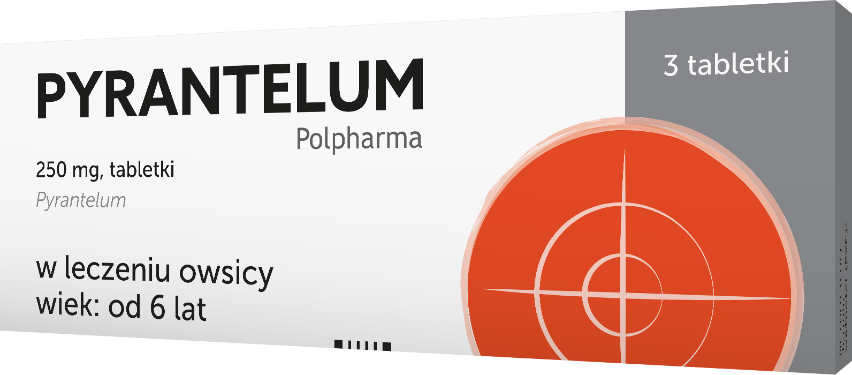 PYRANTELUM
Polpharma
250 mg, tabletki
Pyrantelum
w leczeniu owsicy
wiek: od 6 lat
3 tabletki